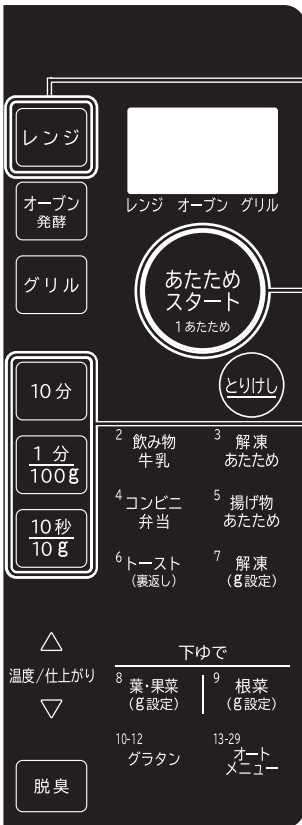 レンジ
オーブン
発酵
グリル
レンジ オーブン グリル
あたため
スタート
1あたため
とりけし
10分
1分
100g
10秒
10g
2 飲み物
牛乳
3 解凍
あたため
4 コンビニ
弁当
5 揚げ物
あたため
6 トースト
(裏返し)
7 解凍
(g設定)
△
温度/仕上がり
▽
下ゆで
8 葉・果菜
(g設定)
9 根菜
(g設定)
10-12
グラタン
13-29
オート
メニュー
脱臭